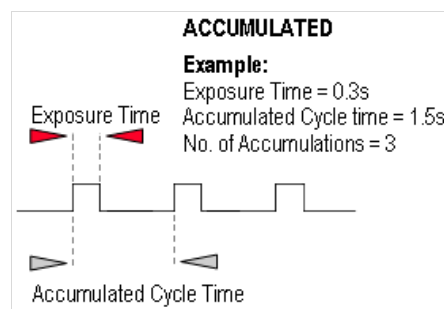 ACCUMULATED
Example:
Exposure Time = 0.3s
Accumulated Cycle time = 1.5s
No. of Accumulations = 3
Exposure Time
Accumulated Cycle Time